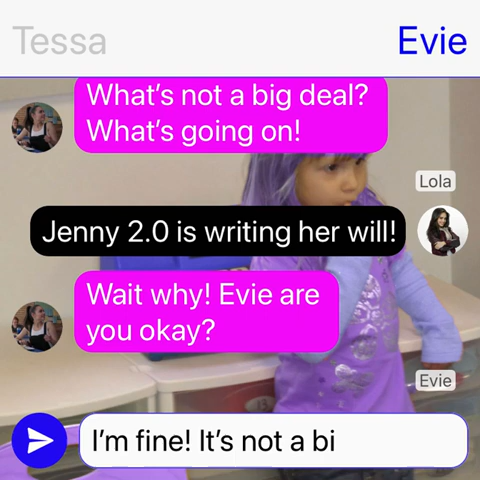 Tessa
Evie
What's not a big deal?
What's going on!
Lola
Jenny 2.0 is writing her will!
Wait why! Evie are
you okay?
Evie
I'm fine! It's not a bi